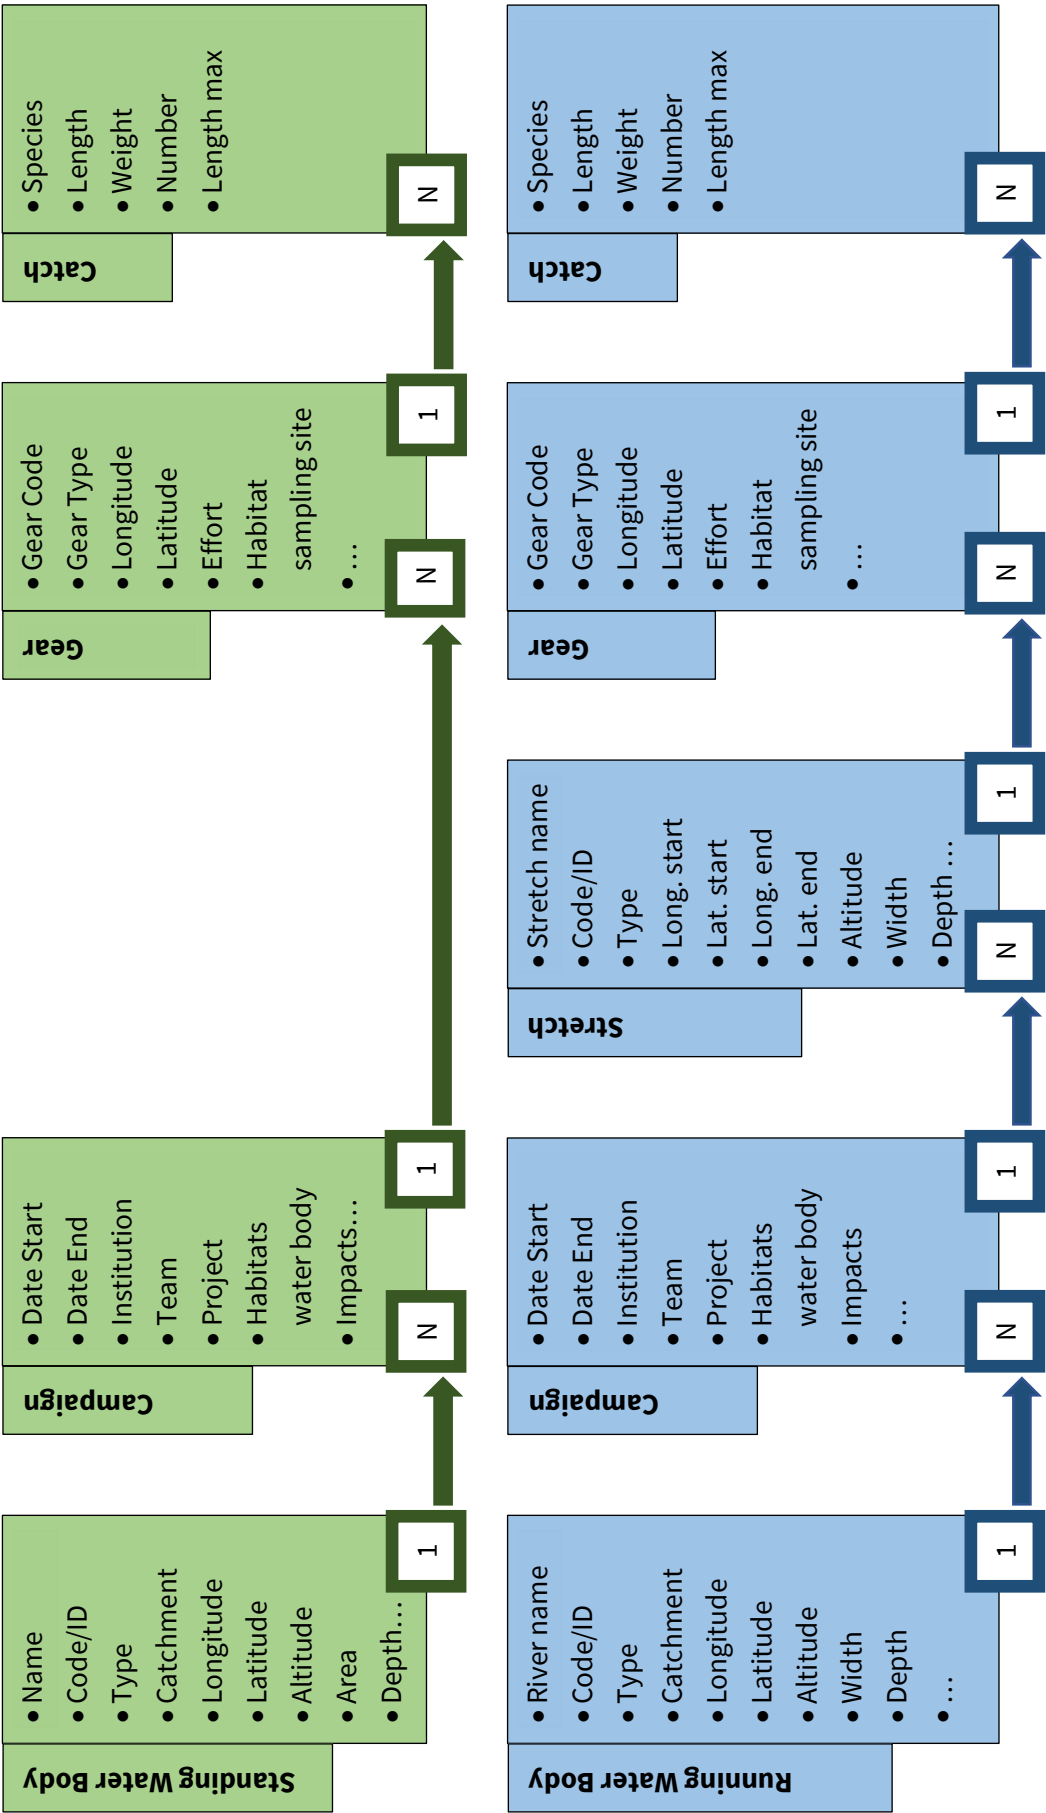 Standing Water Body
• Name
• Code/ID
• Type
• Catchment
• Longitude
• Latitude
• Altitude
• Area
• Depth…
1
Campaign
• Date Start
• Date End
• Institution
• Team
• Project
• Habitats
water body
• Impacts…
N
1
Gear
• Gear Code
• Gear Type
• Longitude
• Latitude
• Effort
• Habitat
sampling site
• …
N
1
Catch
• Species
• Length
• Weight
• Number
• Length max
N
Running Water Body
• River name
• Code/ID
• Type
• Catchment
• Longitude
• Latitude
• Altitude
• Width
• Depth
• …
1
Campaign
• Date Start
• Date End
• Institution
• Team
• Project
• Habitats
water body
• Impacts
• …
N
1
Stretch
• Stretch name
• Code/ID
• Type
• Long. start
• Lat. start
• Long. end
• Lat. end
• Altitude
• Width
• Depth …
N
1
Gear
• Gear Code
• Gear Type
• Longitude
• Latitude
• Effort
• Habitat
sampling site
• …
N
1
Catch
• Species
• Length
• Weight
• Number
• Length max
N